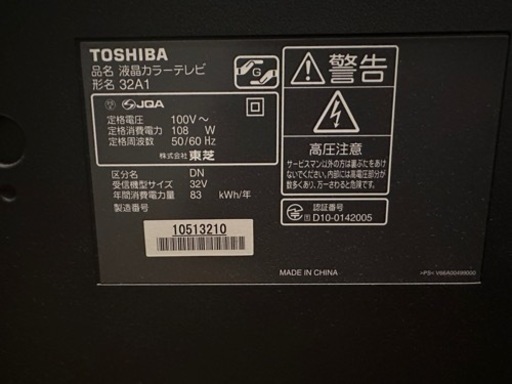 TOSHIBA
品名 液晶カラーテレビ
形名 32A1
G
JQA
定格電圧 100V～
定格消費電力 108 W
定格周波数 50/60 Hz
株式会社 東芝
区分名 DN
受信機型サイズ 32V
年間消費電力量 83 kWh/年
製造番号
10513210
警告
高圧注意
サービスマン以外の方は裏ぶたをあけ
ないでください。内部には高電圧部分が
数多くあり、万一さわると危険です。
認証番号
D10-0142005
MADE IN CHINA